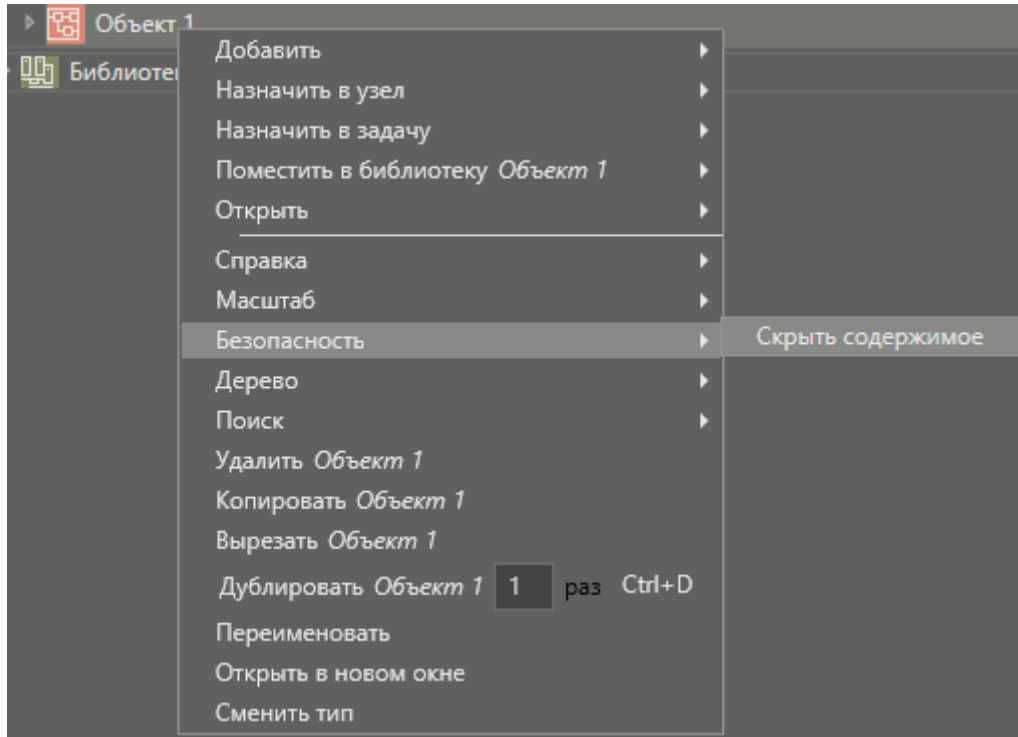 Объект 1
Добавить
Библиоте
Назначить в узел
Назначить в задачу
Поместить в библиотеку Объект 1
Открыть
Справка
Масштаб
Безопасность
Скрыть содержимое
Дерево
Поиск
Удалить Объект 1
Копировать Объект 1
Вырезать Объект 1
Дублировать Объект 1 1 раз Ctrl+D
Переименовать
Открыть в новом окне
Сменить тип